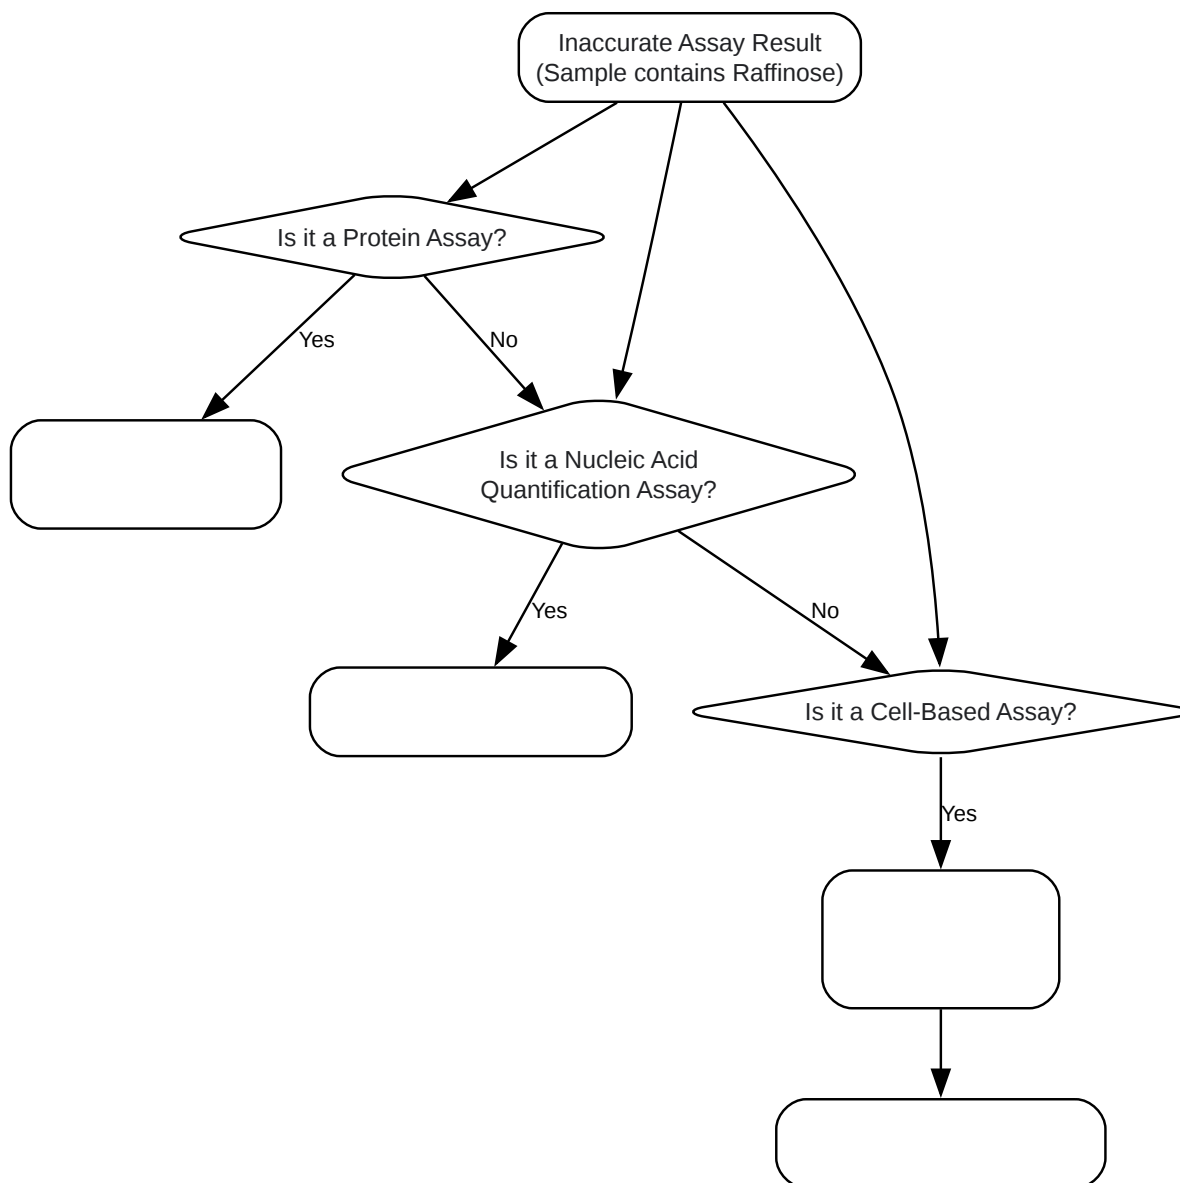 Inaccurate Assay Result
(Sample contains Raffinose)
Is it a Protein Assay?
Yes
No
Is it a Nucleic Acid
Quantification Assay?
Yes
No
Is it a Cell-Based Assay?
Yes